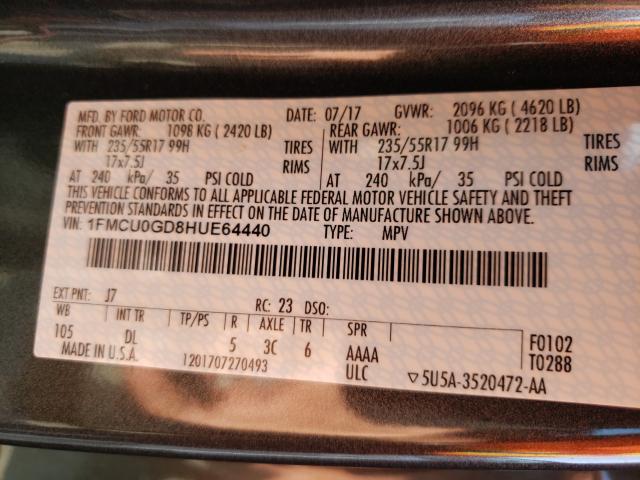 MFD. BY FORD MOTOR CO. DATE: 07/17 GVWR: 2096 KG ( 4620 LB)
FRONT GAWR: 1098 KG ( 2420 LB) REAR GAWR: 1006 KG ( 2218 LB)
WITH 235/55R17 99H TIRES WITH 235/55R17 99H TIRES
17x7.5J RIMS 17x7.5J RIMS
AT 240 kPa/ 35 PSI COLD AT 240 kPa/ 35 PSI COLD
THIS VEHICLE CONFORMS TO ALL APPLICABLE FEDERAL MOTOR VEHICLE SAFETY AND THEFT
PREVENTION STANDARDS IN EFFECT ON THE DATE OF MANUFACTURE SHOWN ABOVE.
VIN: 1FMCU0GD8HUE64440 TYPE: MPV
EXT PNT: J7 RC: 23 DSO:
WB INT TR TP/PS R AXLE TR SPR
105 DL 5 3C 6 AAAA F0102
MADE IN U.S.A. 1201707270493 ULC ▽5U5A-3520472-AA T0288